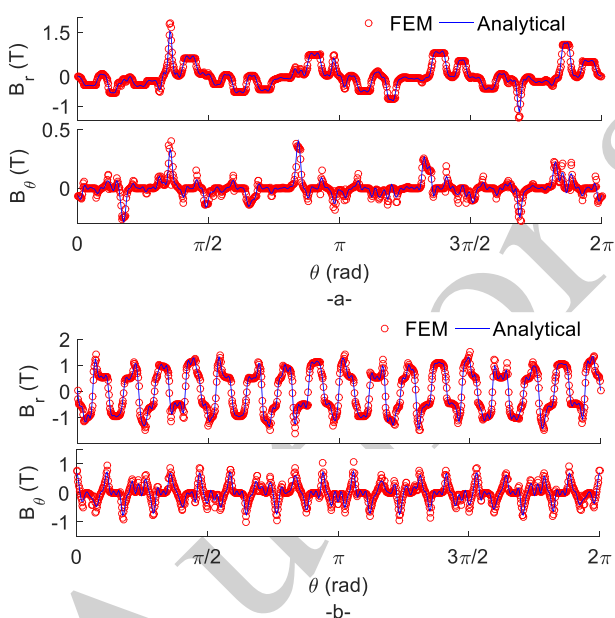 FEM Analytical
B_r (T)
1.5
0
-1
B_θ (T)
0.5
0
0 π/2 π 3π/2 2π
θ (rad)
-a-
FEM Analytical
B_r (T)
2
1
0
-1
B_θ (T)
1
0
-1
0 π/2 π 3π/2 2π
θ (rad)
-b-